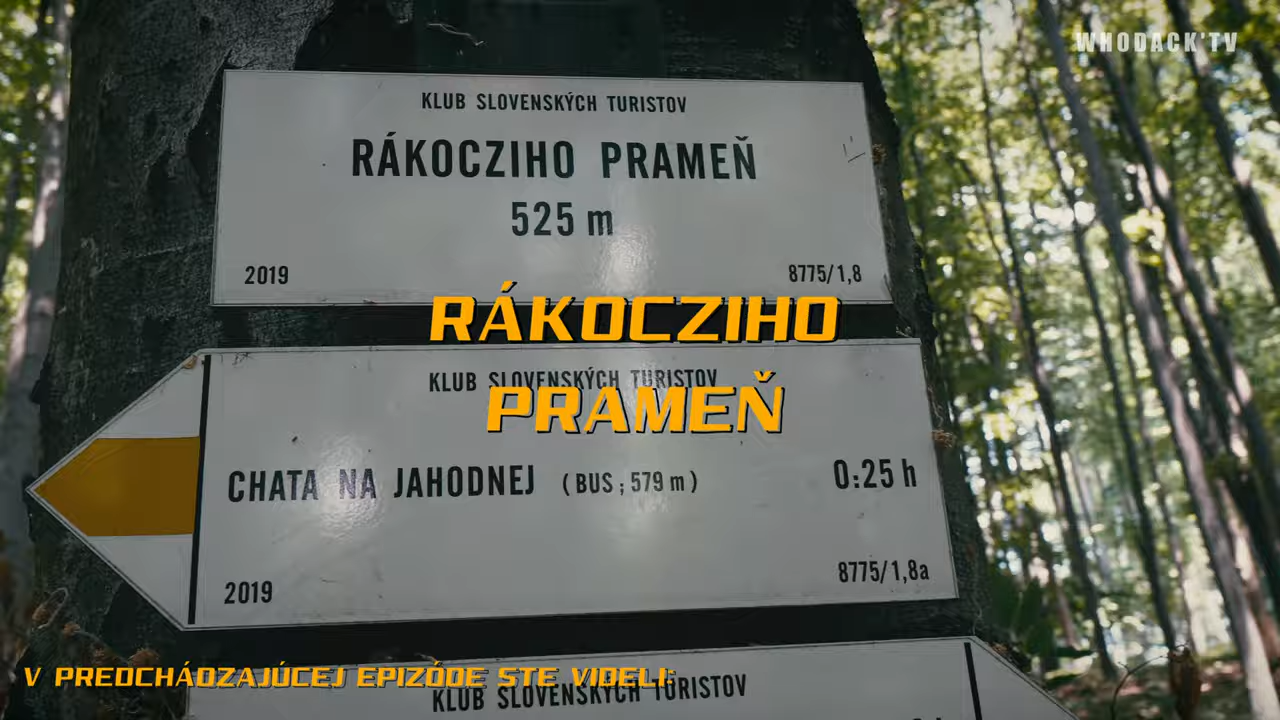 WHODACK'TV
KLUB SLOVENSKÝCH TURISTOV
RÁKOCZIHO PRAMEŇ
525 m
2019 8775/1,8
RÁKOCZIHO
PRAMEŇ
KLUB SLOVENSKÝCH TURISTOV
CHATA NA JAHODNEJ (BUS ; 579 m) 0:25 h
2019 8775/1,8a
V PREDCHÁDZAJÚCEJ EPIZÓDE STE VIDELI:
KLUB SLOVENSKÝCH TURISTOV